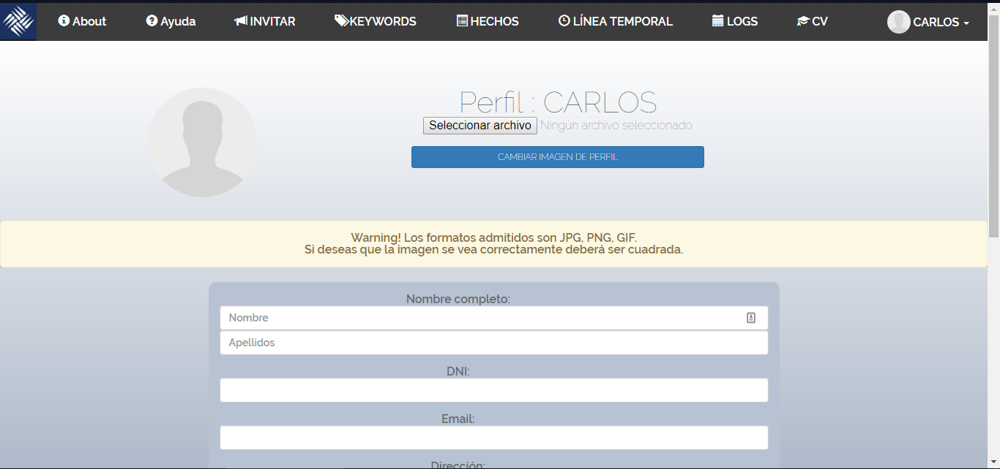 About
Ayuda
INVITAR
KEYWORDS
HECHOS
LÍNEA TEMPORAL
LOGS
CV
CARLOS
Perfil : CARLOS
Seleccionar archivo Ningún archivo seleccionado
CAMBIAR IMAGEN DE PERFIL
Warning! Los formatos admitidos son JPG, PNG, GIF.
Si deseas que la imagen se vea correctamente deberá ser cuadrada.
Nombre completo:
Nombre
Apellidos
DNI:
Email:
Dirección: